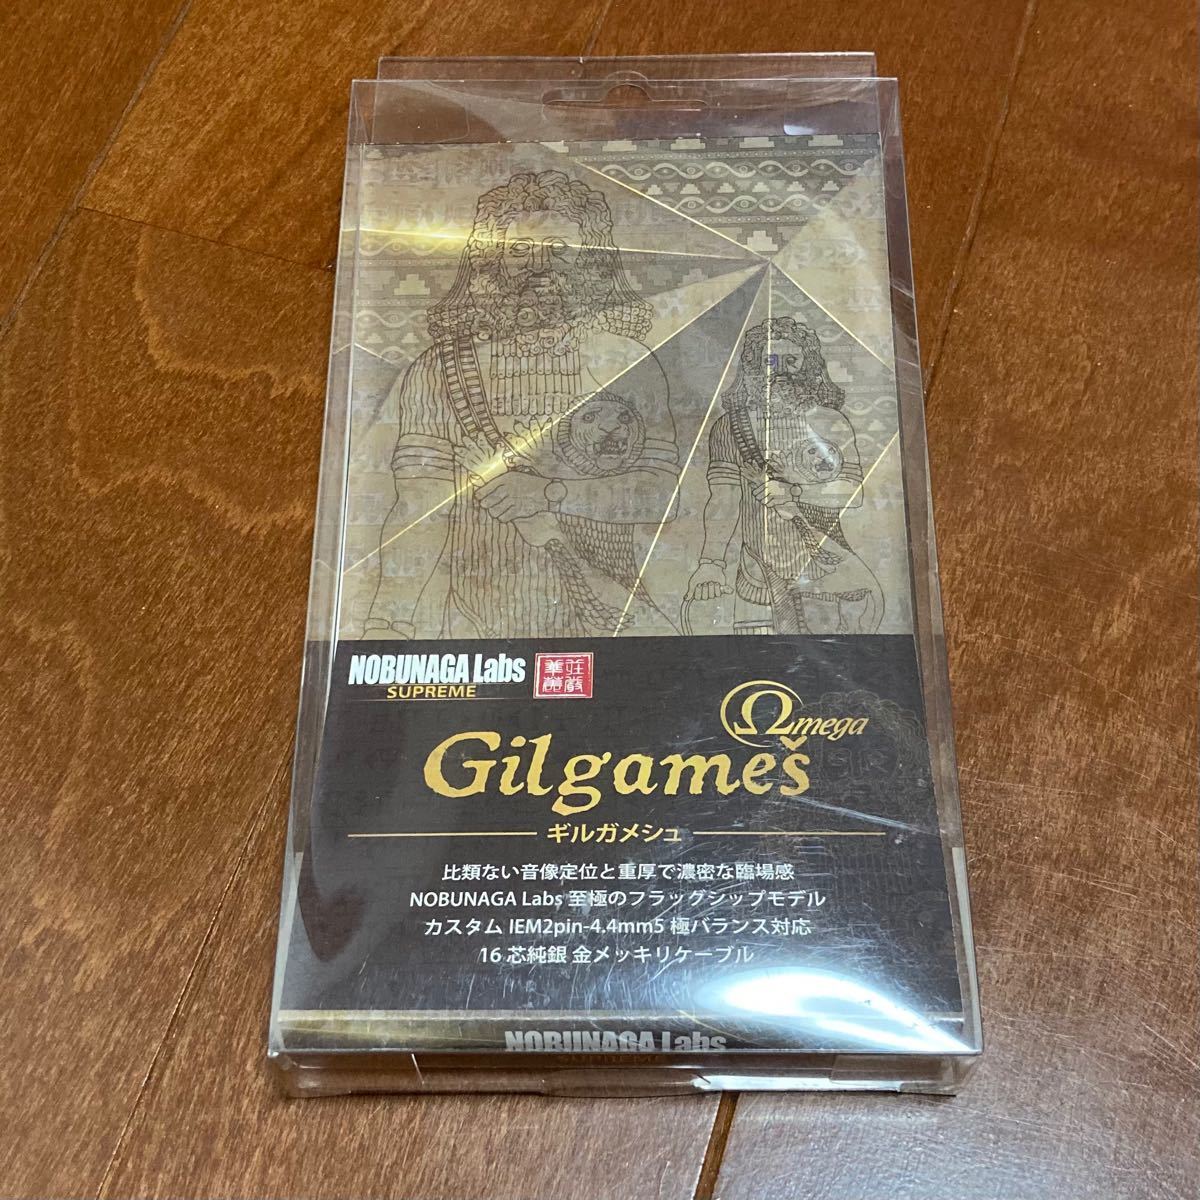 NOBUNAGA Labs
SUPREME
Ωmega
Gilgameš
ギルガメシュ
比類ない音像定位と重厚で濃密な臨場感
NOBUNAGA Labs 至極のフラッグシップモデル
カスタム IEM2pin-4.4mm5 極バランス対応
16 芯純銀 金メッキリケーブル
NOBUNAGA Labs
SUPREME